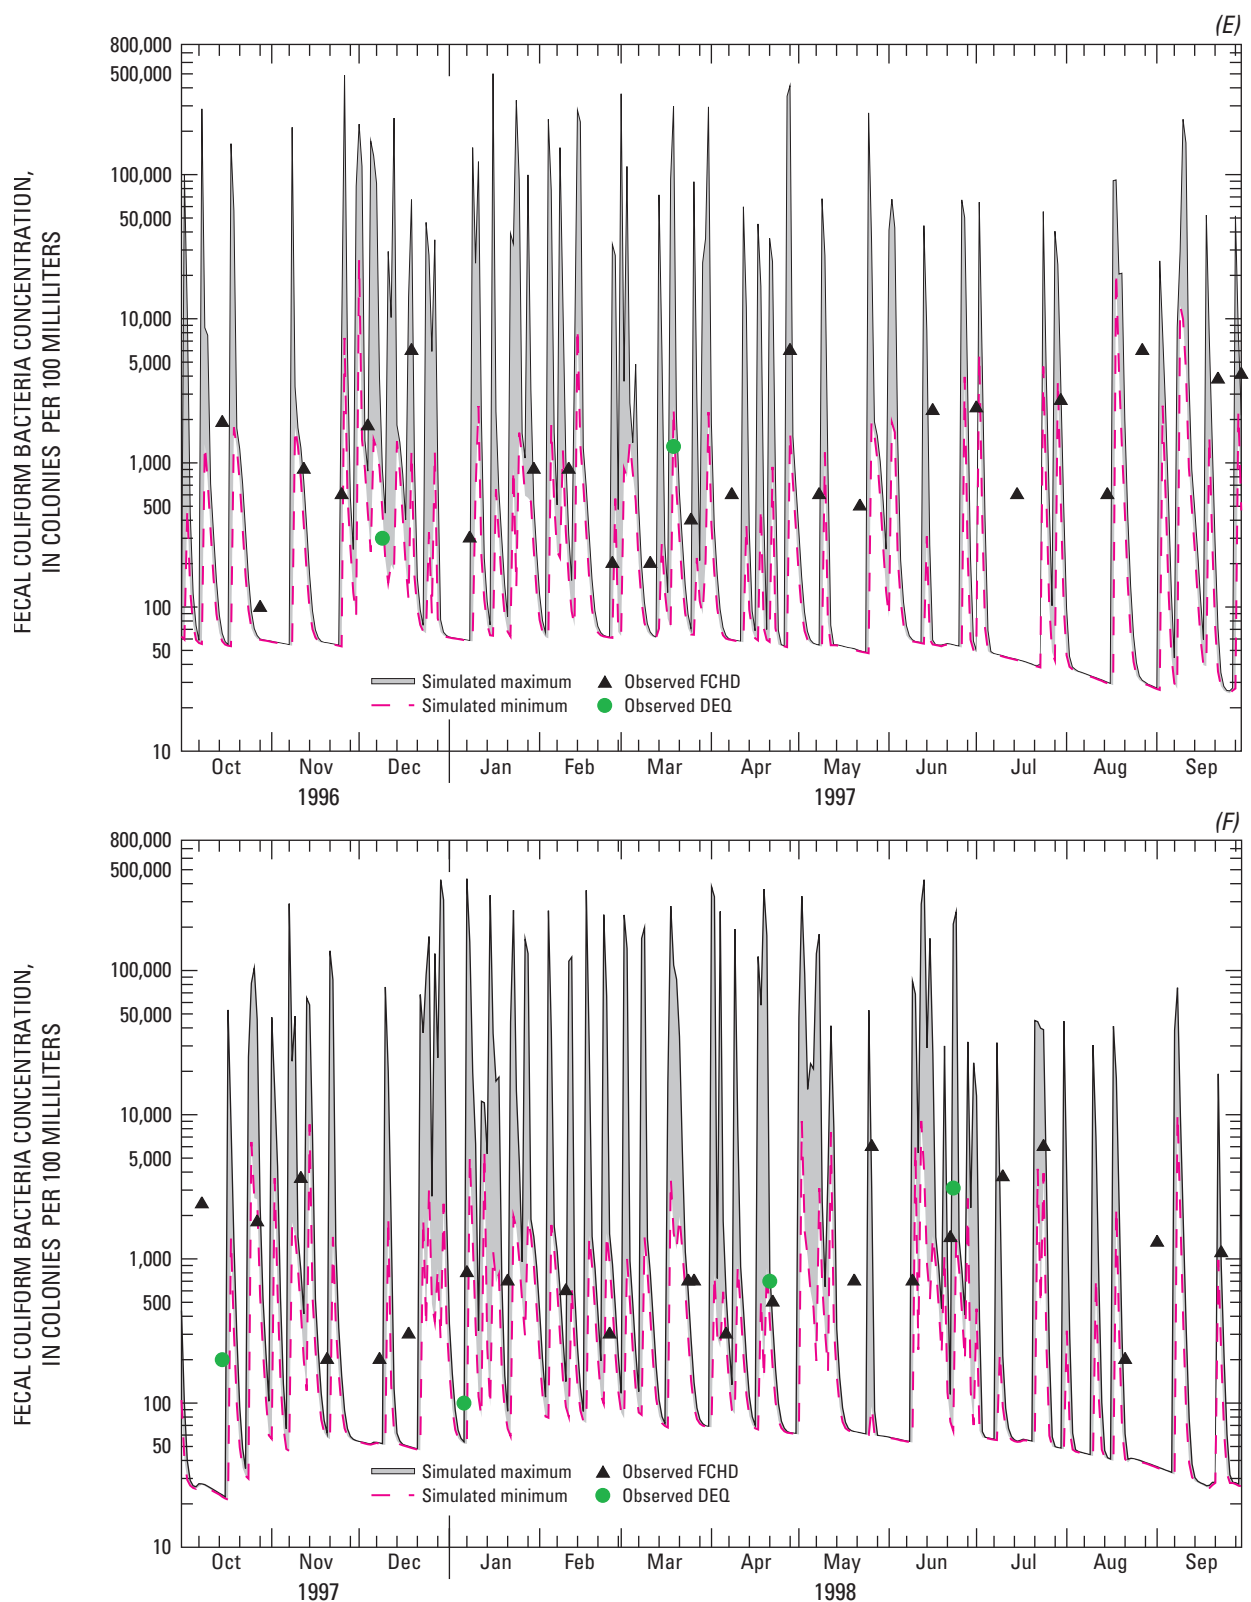 (E)
FECAL COLIFORM BACTERIA CONCENTRATION,
IN COLONIES PER 100 MILLILITERS
800,000
500,000
100,000
50,000
10,000
5,000
1,000
500
100
50
10
Simulated maximum
Observed FCHD
Simulated minimum
Observed DEQ
Oct Nov Dec Jan Feb Mar Apr May Jun Jul Aug Sep
1996 1997
(F)
FECAL COLIFORM BACTERIA CONCENTRATION,
IN COLONIES PER 100 MILLILITERS
800,000
500,000
100,000
50,000
10,000
5,000
1,000
500
100
50
10
Simulated maximum
Observed FCHD
Simulated minimum
Observed DEQ
Oct Nov Dec Jan Feb Mar Apr May Jun Jul Aug Sep
1997 1998